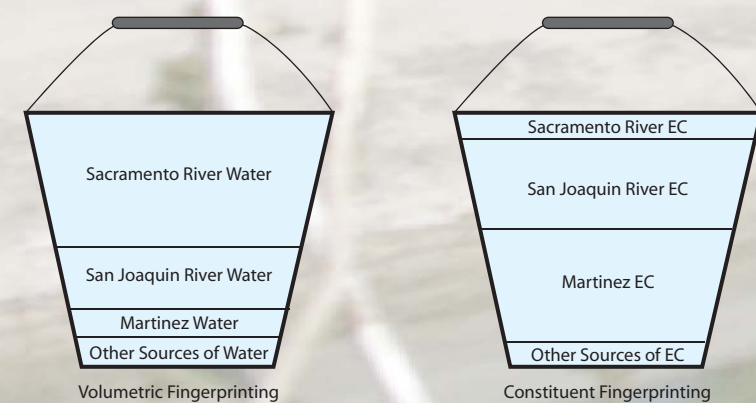 Sacramento River Water
San Joaquin River Water
Martinez Water
Other Sources of Water
Volumetric Fingerprinting
Sacramento River EC
San Joaquin River EC
Martinez EC
Other Sources of EC
Constituent Fingerprinting